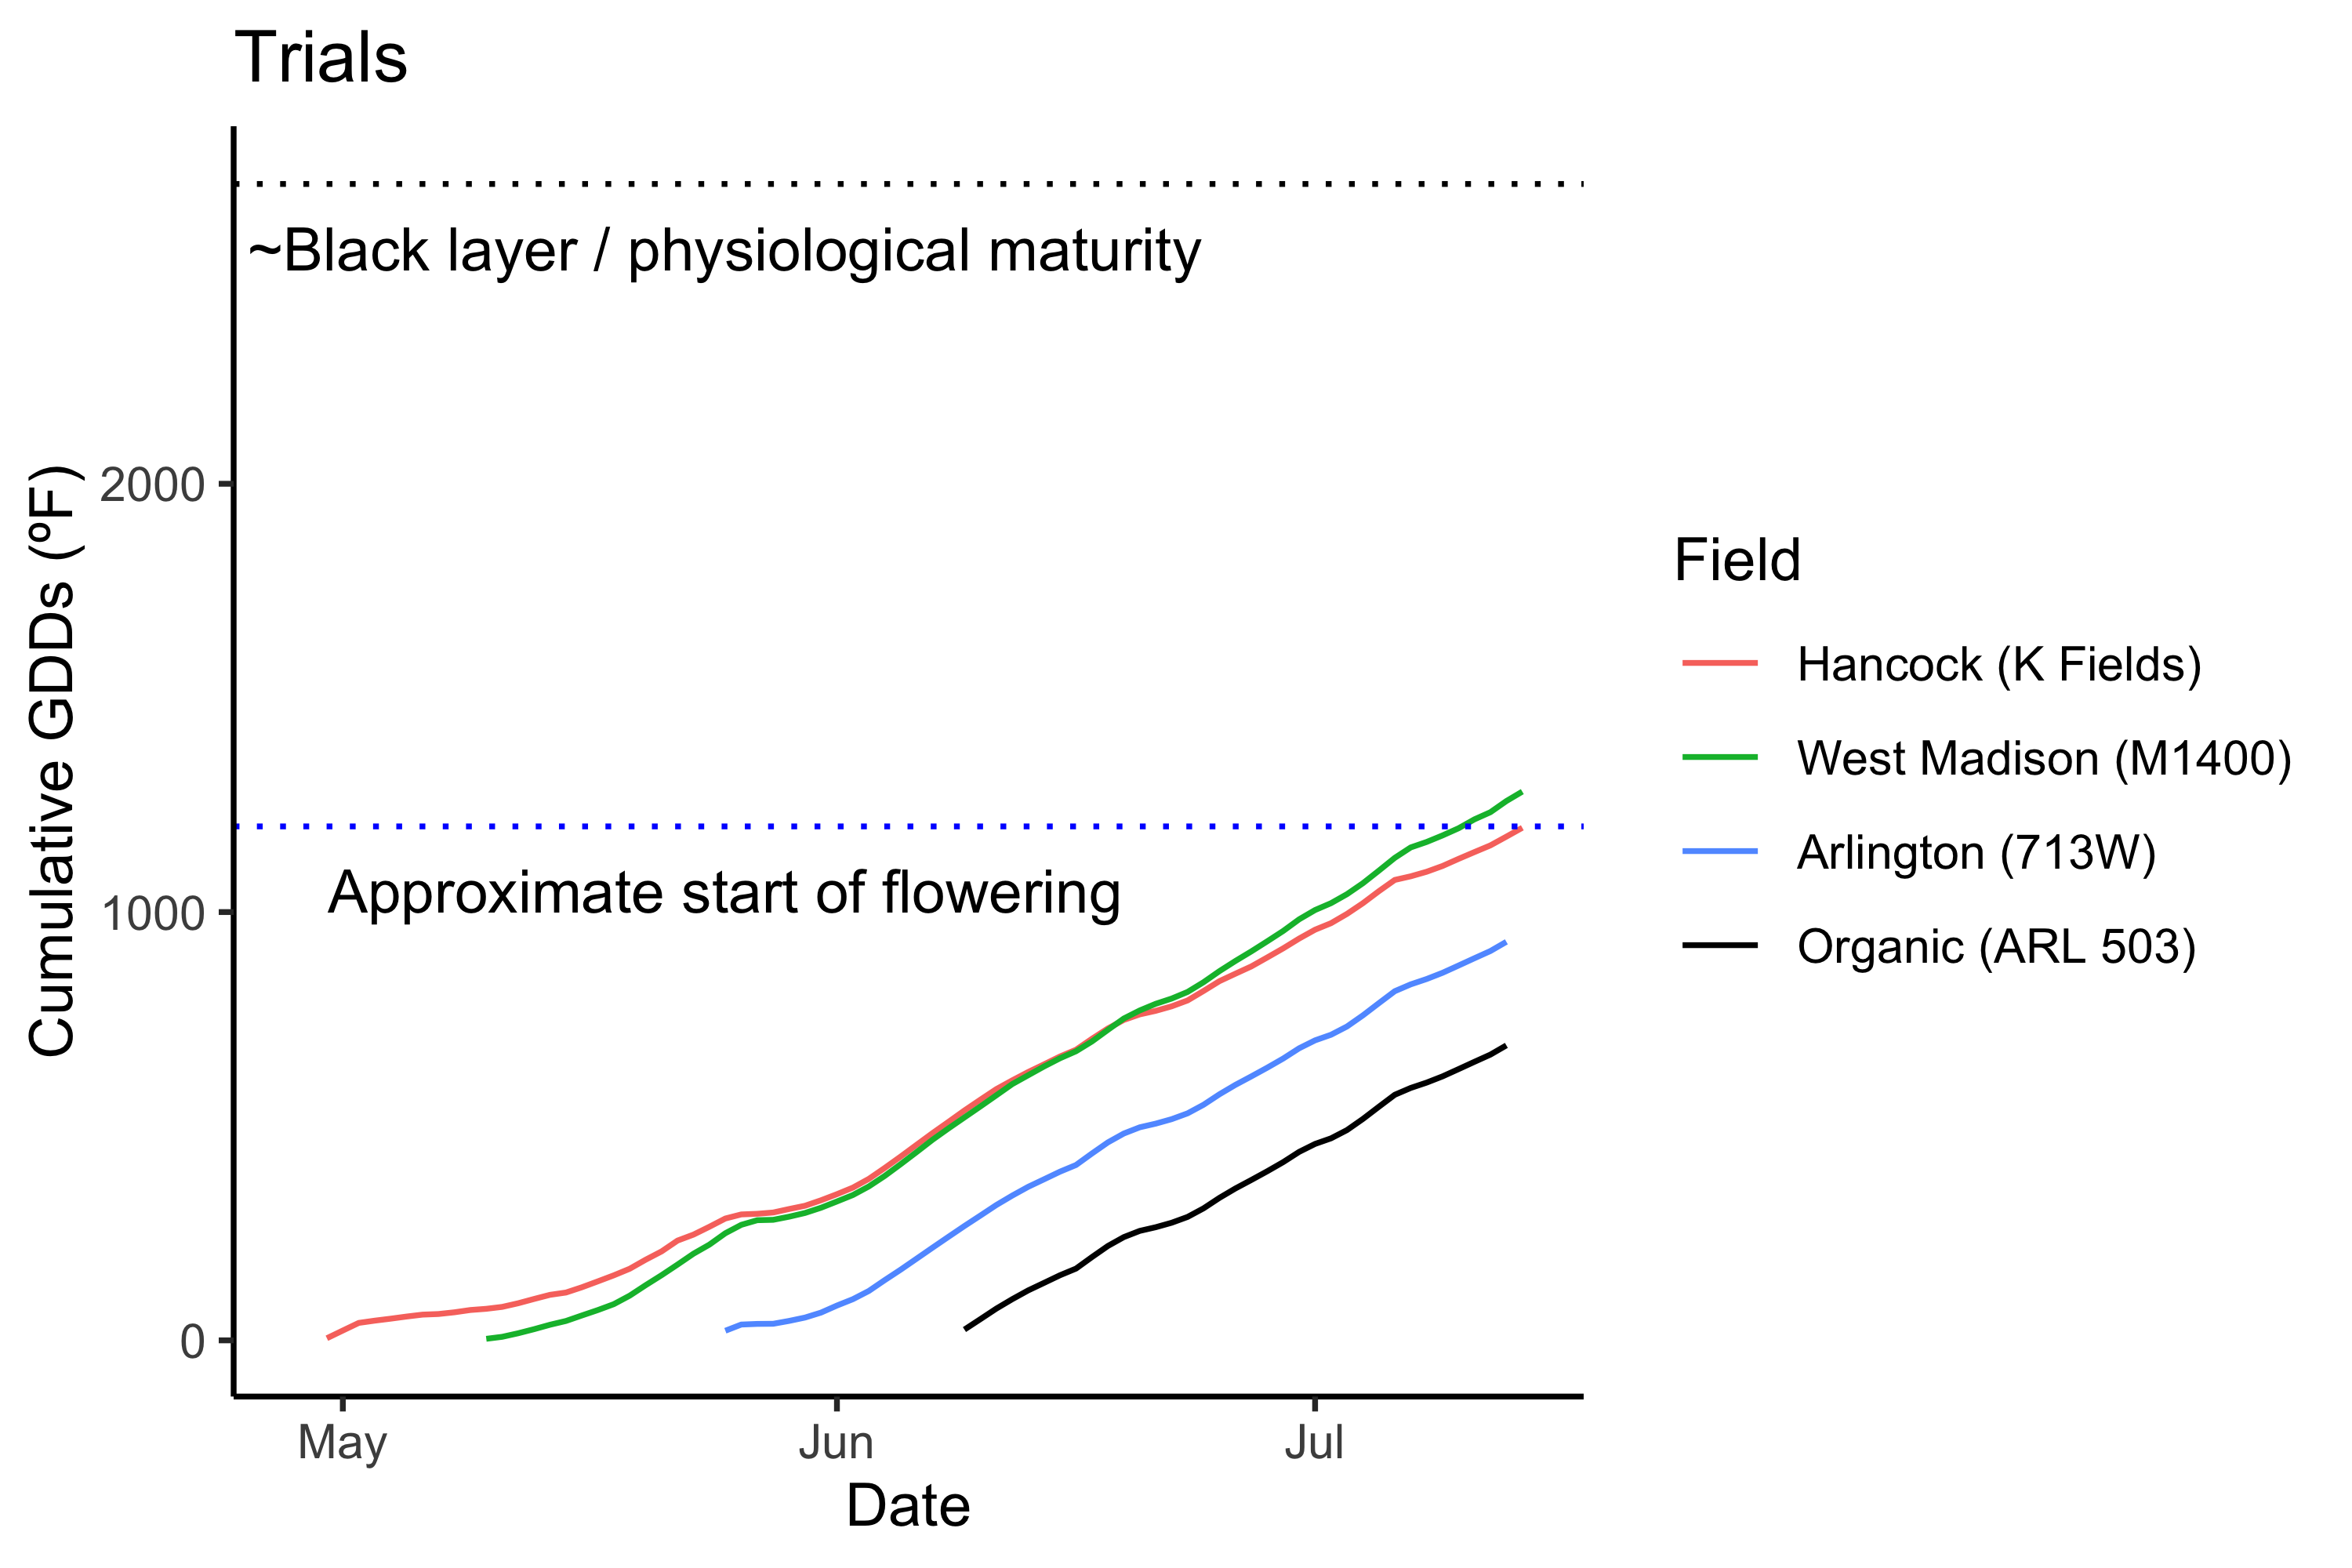 Trials
~Black layer / physiological maturity
Cumulative GDDs (ºF)
2000
1000
0
Approximate start of flowering
May
Jun
Jul
Date
Field
Hancock (K Fields)
West Madison (M1400)
Arlington (713W)
Organic (ARL 503)